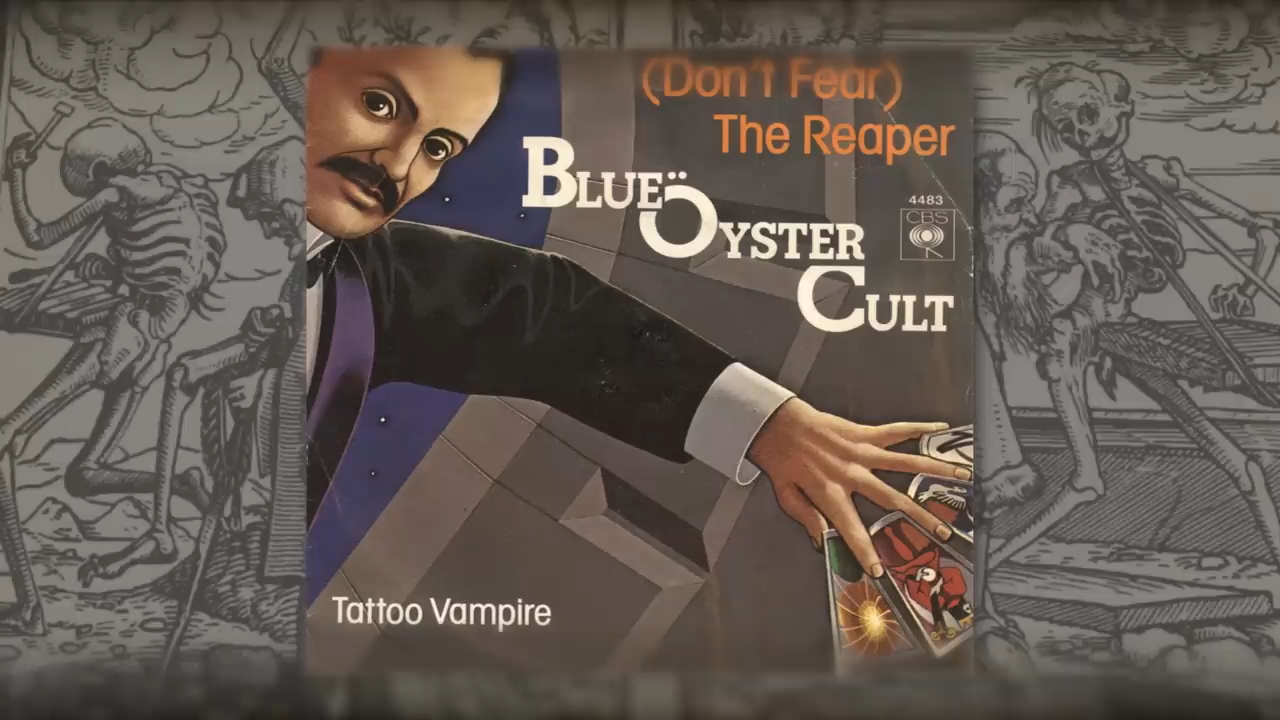 (Don't Fear)
The Reaper
BLUE
ÖYSTER
CULT
4483
CBS
Tattoo Vampire